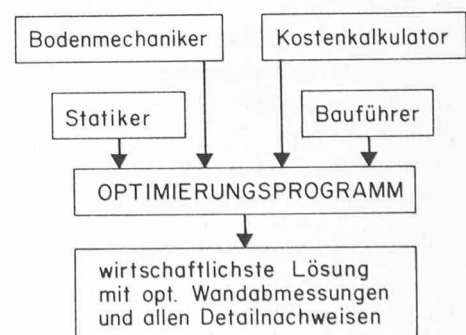 Bodenmechaniker
Kostenkalkulator
Statiker
Bauführer
OPTIMIERUNGSPROGRAMM
wirtschaftlichste Lösung
mit opt. Wandabmessungen
und allen Detailnachweisen